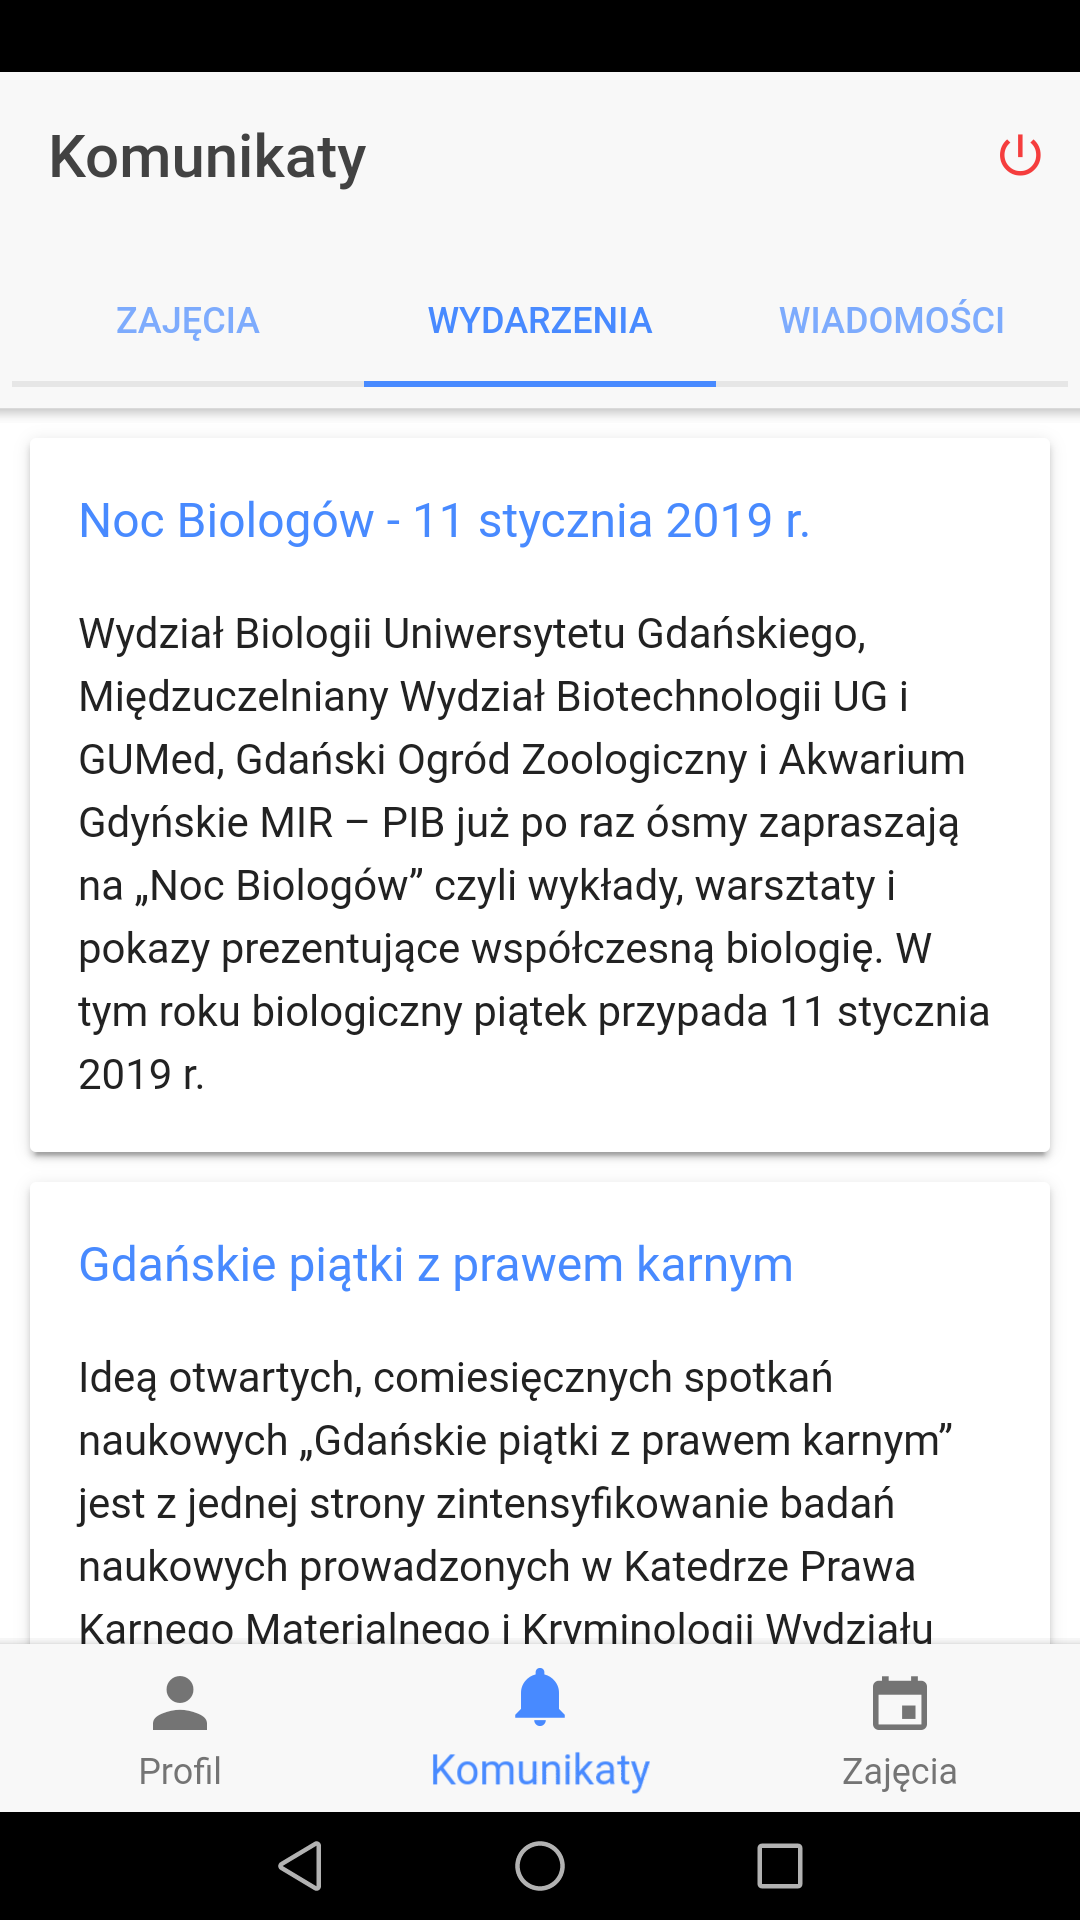 Komunikaty
ZAJĘCIA WYDARZENIA WIADOMOŚCI
Noc Biologów - 11 stycznia 2019 r.
Wydział Biologii Uniwersytetu Gdańskiego,
Międzuczelniany Wydział Biotechnologii UG i
GUMed, Gdański Ogród Zoologiczny i Akwarium
Gdyńskie MIR – PIB już po raz ósmy zapraszają
na „Noc Biologów” czyli wykłady, warsztaty i
pokazy prezentujące współczesną biologię. W
tym roku biologiczny piątek przypada 11 stycznia
2019 r.
Gdańskie piątki z prawem karnym
Ideą otwartych, comiesięcznych spotkań
naukowych „Gdańskie piątki z prawem karnym”
jest z jednej strony zintensyfikowanie badań
naukowych prowadzonych w Katedrze Prawa
Karnego Materialnego i Kryminologii Wydziału
Profil Komunikaty Zajęcia